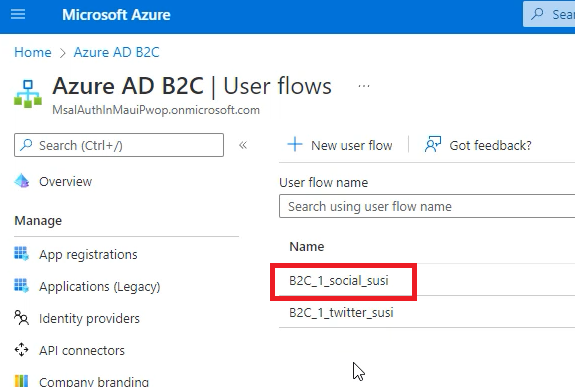 Microsoft Azure
Sear
Home > Azure AD B2C >
Azure AD B2C | User flows ...
MsalAuthInMauiPwop.onmicrosoft.com
Search (Ctrl+/) «
New user flow
Got feedback?
Overview
User flow name
Search using user flow name
Manage
Name
App registrations
B2C_1_social_susi
Applications (Legacy)
B2C_1_twitter_susi
Identity providers
API connectors
Company branding